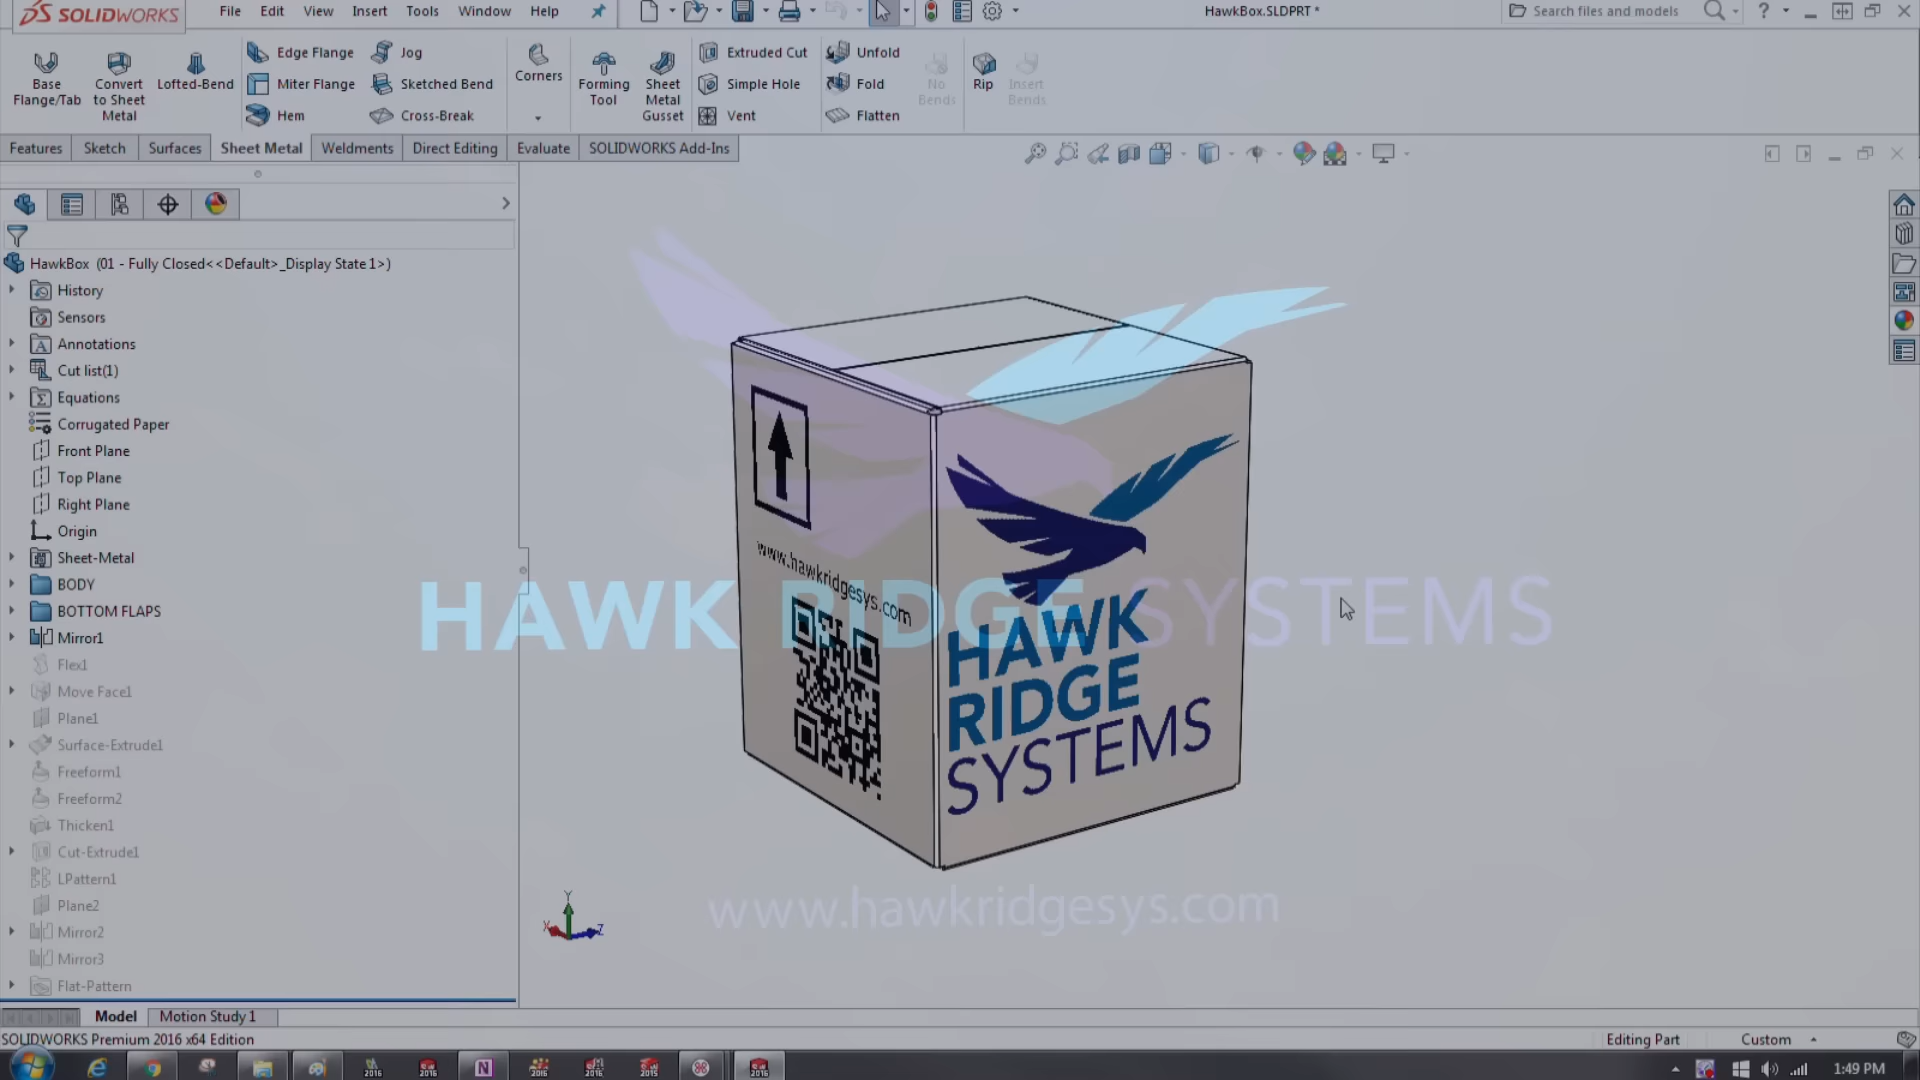 SOLIDWORKS
File Edit View Insert Tools Window Help
HawkBox.SLDPRT *
Search files and models
Base Flange/Tab
Convert to Sheet Metal
Lofted-Bend
Edge Flange
Miter Flange
Hem
Jog
Sketched Bend
Cross-Break
Corners
Forming Tool
Sheet Metal Gusset
Extruded Cut
Simple Hole
Vent
Unfold
Fold
Flatten
No Bends
Rip
Insert Bends
Features Sketch Surfaces Sheet Metal Weldments Direct Editing Evaluate SOLIDWORKS Add-Ins
HawkBox (01 - Fully Closed<<Default>_Display State 1>)
History
Sensors
Annotations
Cut list(1)
Equations
Corrugated Paper
Front Plane
Top Plane
Right Plane
Origin
Sheet-Metal
BODY
BOTTOM FLAPS
Mirror1
Flex1
Move Face1
Plane1
Surface-Extrude1
Freeform1
Freeform2
Thicken1
Cut-Extrude1
LPattern1
Plane2
Mirror2
Mirror3
Flat-Pattern
www.hawkridgesys.com
HAWK
RIDGE
SYSTEMS
HAWK RIDGE SYSTEMS
www.hawkridgesys.com
Y
X
Z
Model Motion Study 1
SOLIDWORKS Premium 2016 x64 Edition
Editing Part Custom
1:49 PM